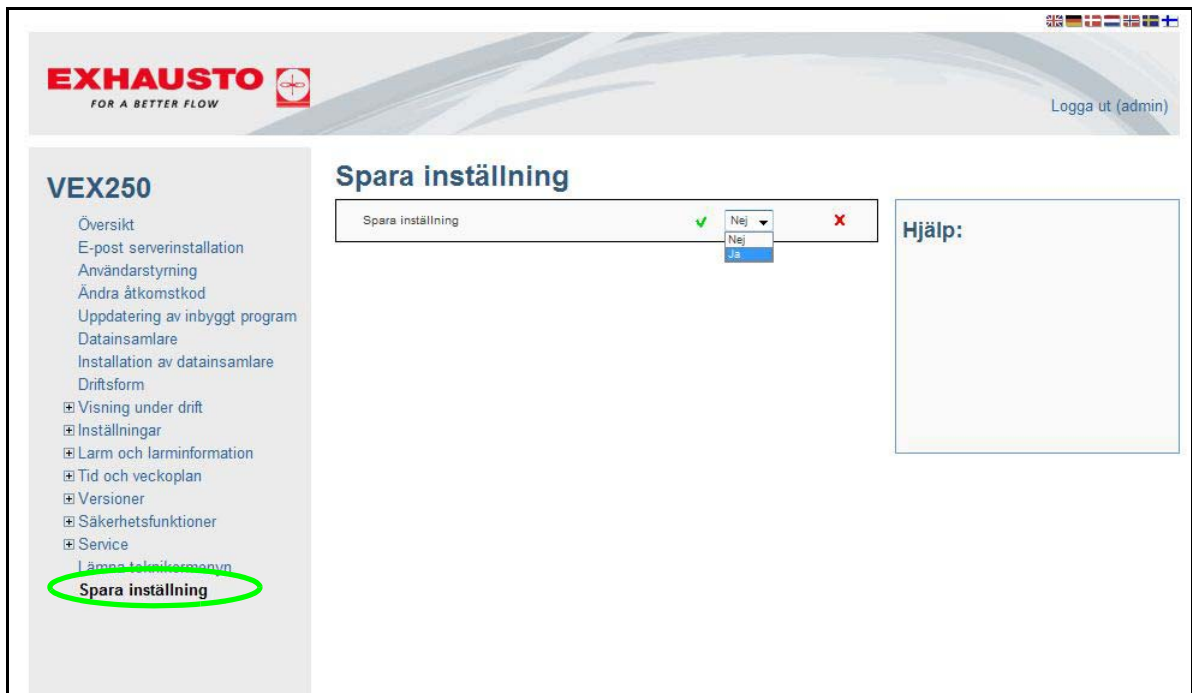 EXHAUSTO
FOR A BETTER FLOW
Logga ut (admin)
VEX250
Översikt
E-post serverinstallation
Användarstyrning
Ändra åtkomstkod
Uppdatering av inbyggt program
Datainsamlare
Installation av datainsamlare
Driftsform
Visning under drift
Inställningar
Larm och larminformation
Tid och veckoplan
Versioner
Säkerhetsfunktioner
Service
Lämna teknikermenyn
Spara inställning
Spara inställning
Spara inställning Nej
Nej
Ja
Hjälp: